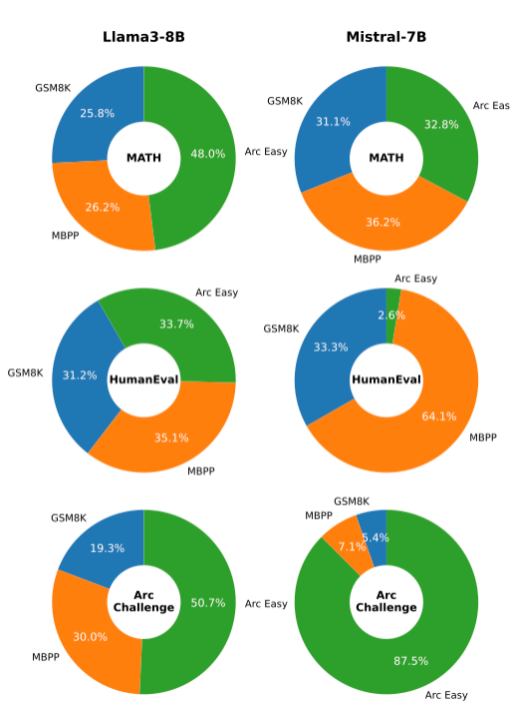 Llama3-8B
Mistral-7B
GSM8K
25.8%
48.0%
Arc Easy
MATH
26.2%
MBPP
GSM8K
31.1%
32.8%
Arc Eas
MATH
36.2%
MBPP
Arc Easy
33.7%
GSM8K
31.2%
HumanEval
35.1%
MBPP
Arc Easy
2.6%
GSM8K
33.3%
HumanEval
64.1%
MBPP
GSM8K
19.3%
50.7%
Arc Easy
Arc
Challenge
30.0%
MBPP
GSM8K
MBPP
5.4%
7.1%
Arc
Challenge
87.5%
Arc Easy